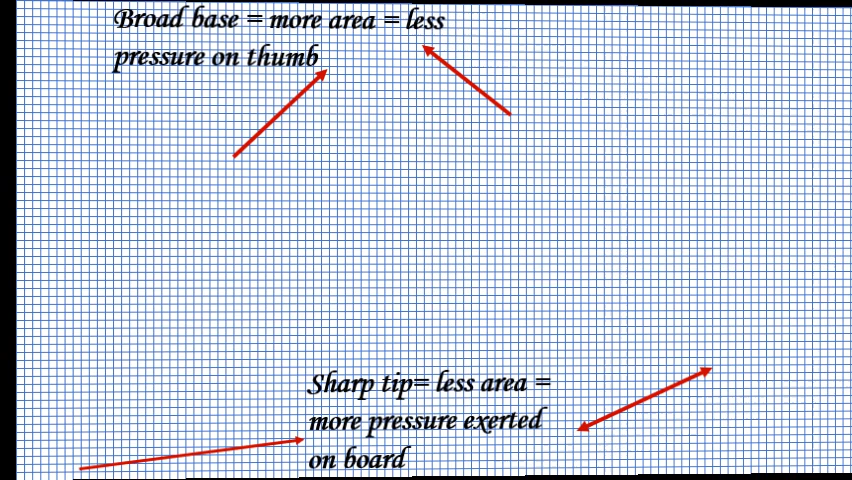 Broad base = more area = less
pressure on thumb
Sharp tip= less area =
more pressure exerted
on board